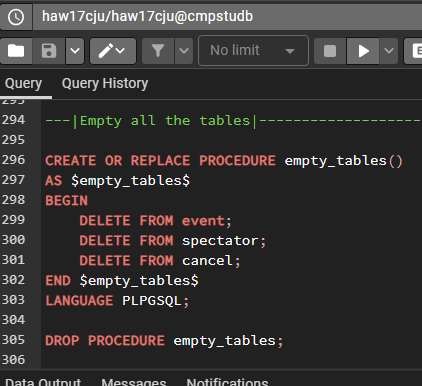 haw17cju/haw17cju@cmpstudb
No limit
Query Query History
293
294 ---|Empty all the tables|-------------------
295
296 CREATE OR REPLACE PROCEDURE empty_tables()
297 AS $empty_tables$
298 BEGIN
299 DELETE FROM event;
300 DELETE FROM spectator;
301 DELETE FROM cancel;
302 END $empty_tables$
303 LANGUAGE PLPGSQL;
304
305 DROP PROCEDURE empty_tables;
306
Data Output Messages Notifications